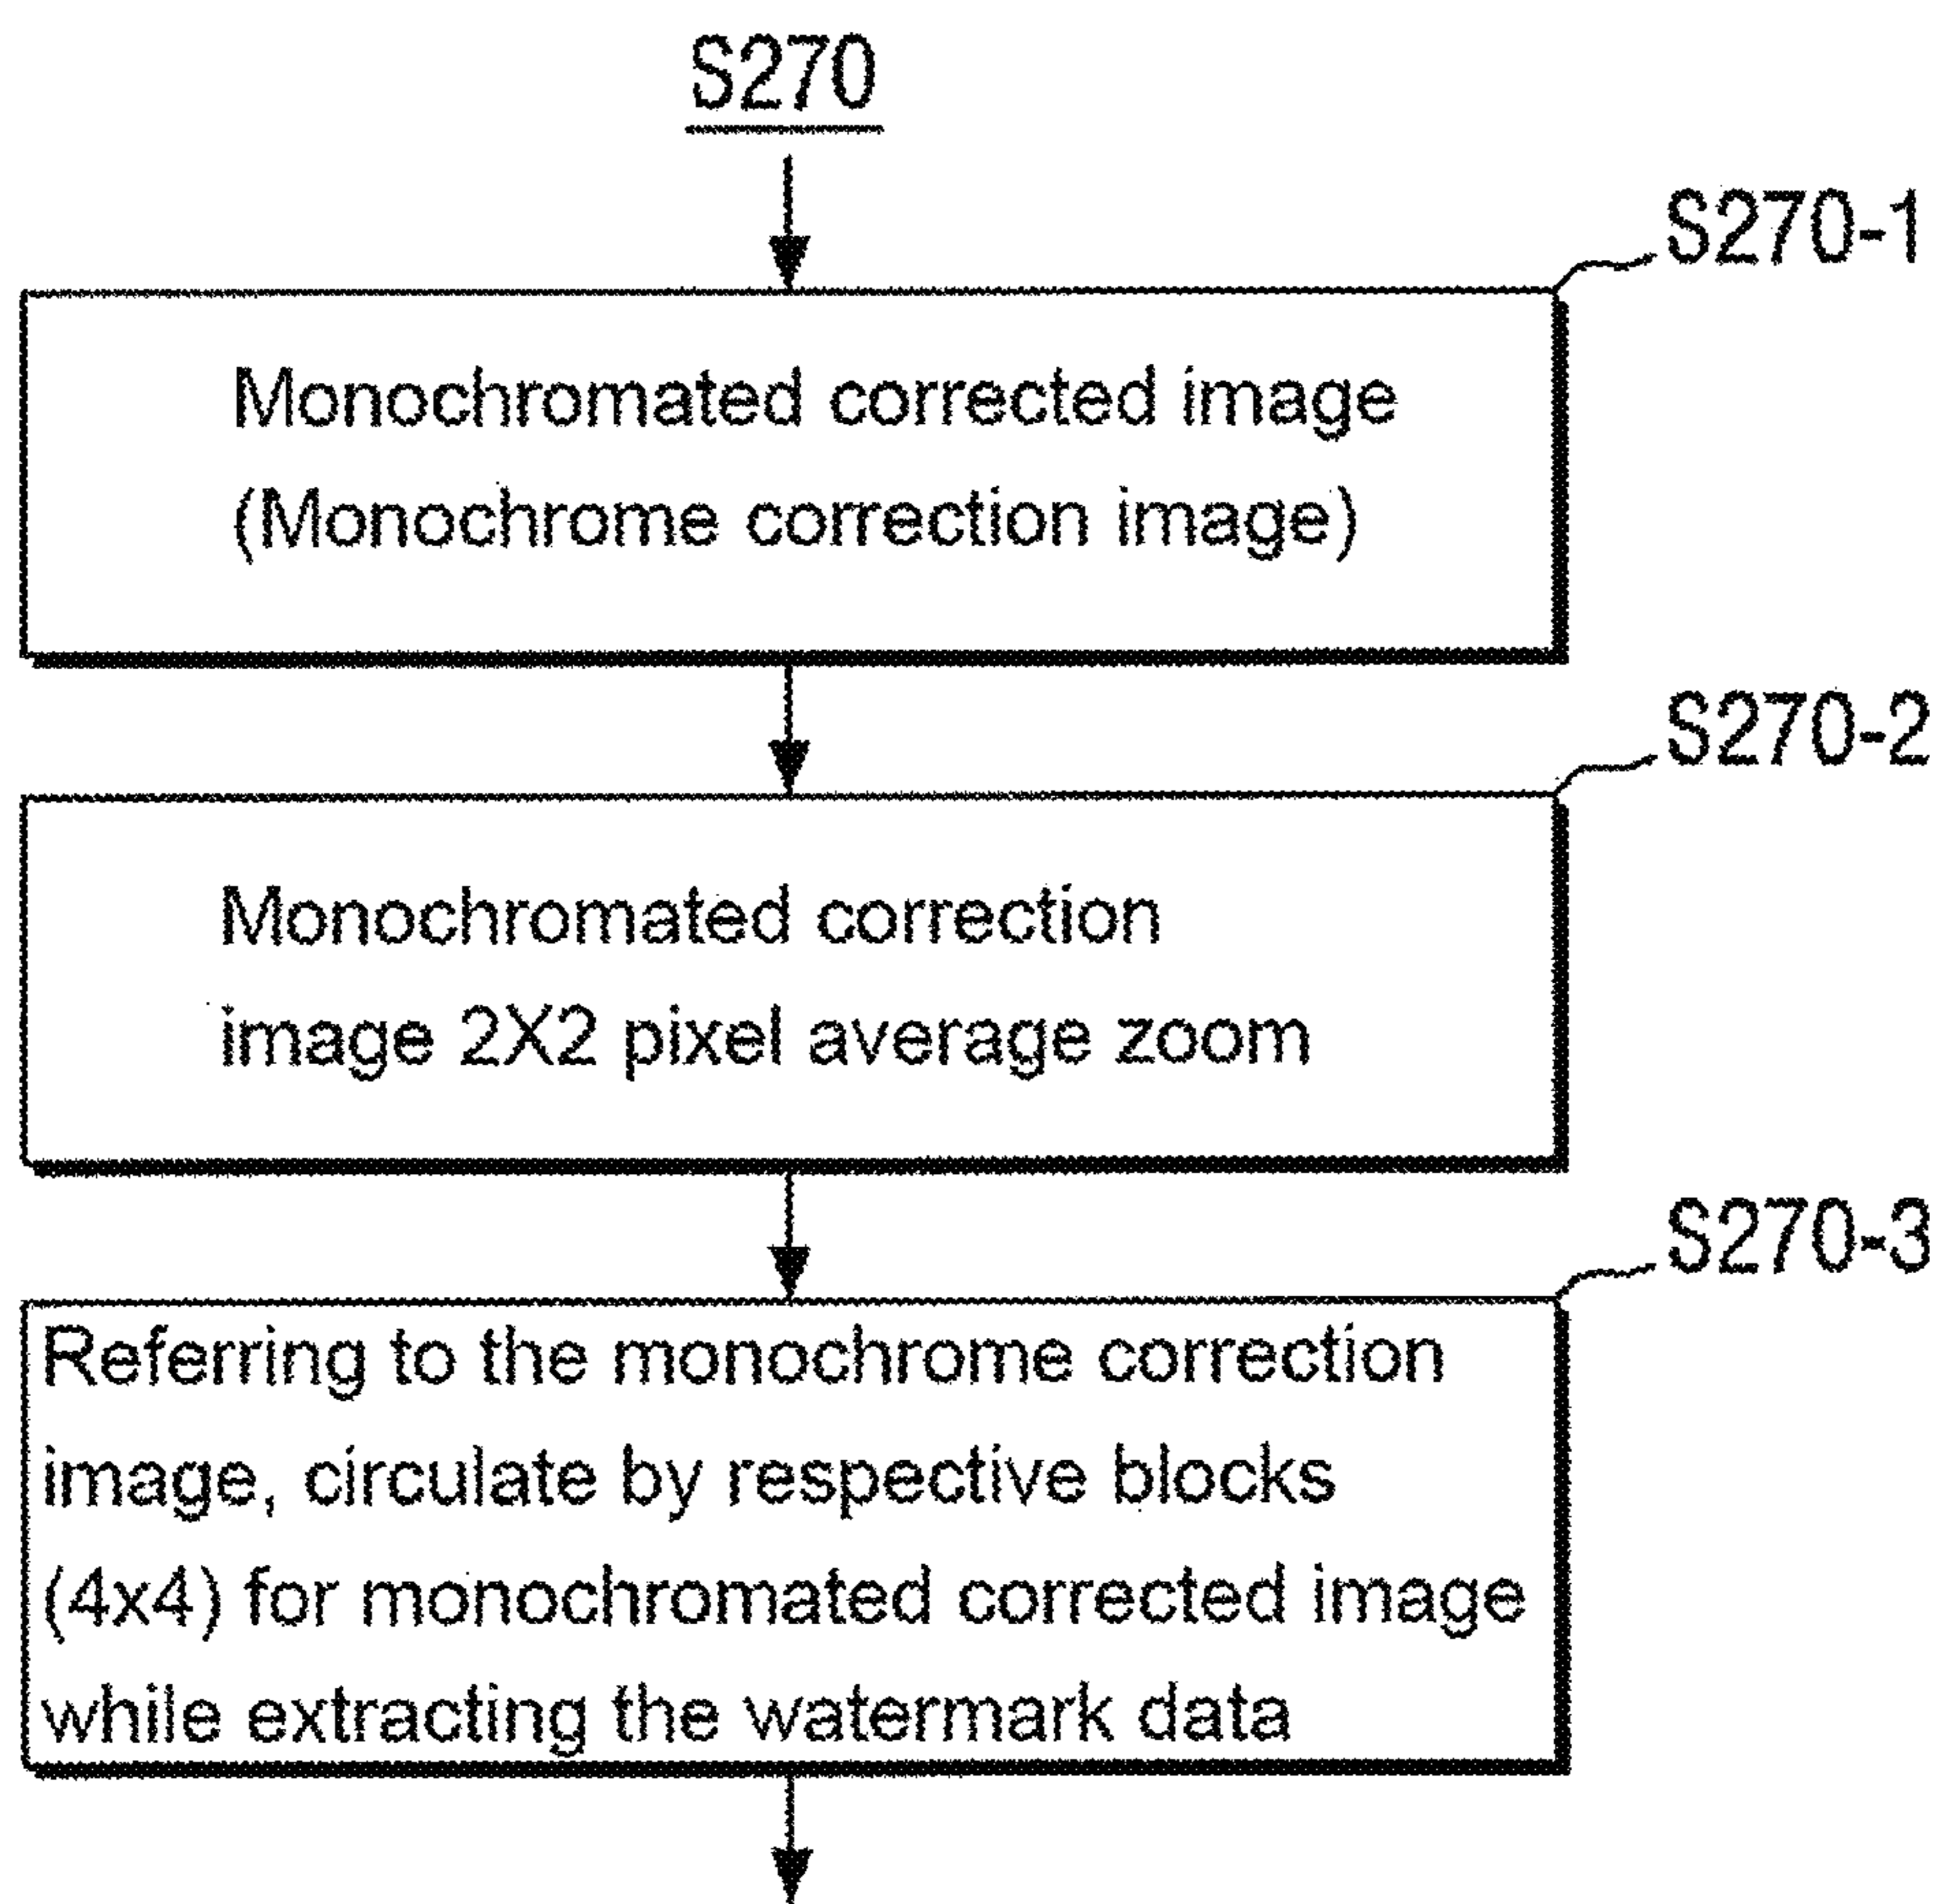 S270
S270-1
Monochromated corrected image
(Monochrome correction image)
S270-2
Monochromated correction
image 2X2 pixel average zoom
S270-3
Referring to the monochrome correction
image, circulate by respective blocks
(4x4) for monochromated corrected image
while extracting the watermark data